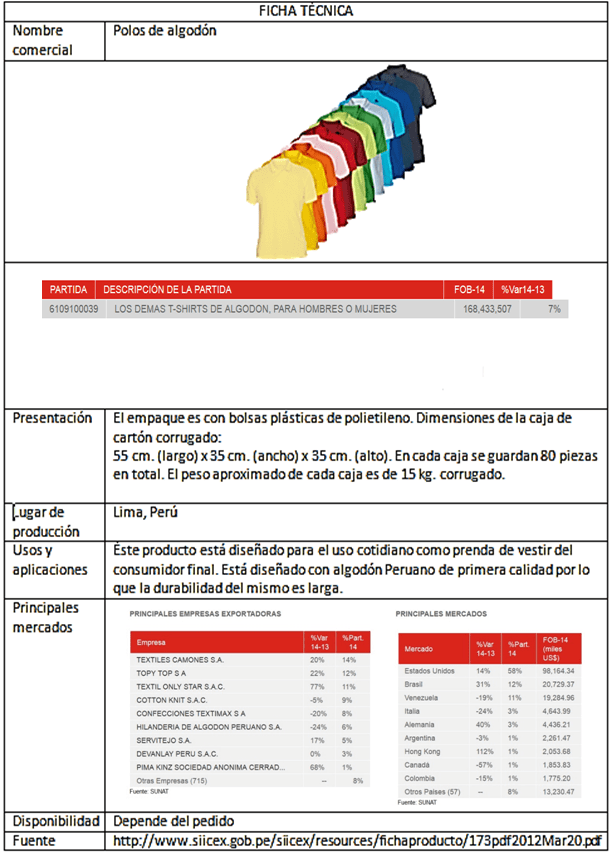 FICHA TÉCNICA
Nombre comercial
Polos de algodón
PARTIDA DESCRIPCIÓN DE LA PARTIDA FOB-14 %Var14-13
6109100039 LOS DEMAS T-SHIRTS DE ALGODON, PARA HOMBRES O MUJERES 168,433,507 7%
Presentación
El empaque es con bolsas plásticas de polietileno. Dimensiones de la caja de
cartón corrugado:
55 cm. (largo) x 35 cm. (ancho) x 35 cm. (alto). En cada caja se guardan 80 piezas
en total. El peso aproximado de cada caja es de 15 kg. corrugado.
Lugar de producción
Lima, Perú
Usos y aplicaciones
Éste producto está diseñado para el uso cotidiano como prenda de vestir del
consumidor final. Está diseñado con algodón Peruano de primera calidad por lo
que la durabilidad del mismo es larga.
Principales mercados
PRINCIPALES EMPRESAS EXPORTADORAS
Empresa %Var 14-13 %Part. 14
TEXTILES CAMONES S.A. 20% 14%
TOPY TOP S A 22% 12%
TEXTIL ONLY STAR S.A.C. 77% 11%
COTTON KNIT S.A.C. -5% 9%
CONFECCIONES TEXTIMAX S A -20% 8%
HILANDERIA DE ALGODON PERUANO S.A. -24% 6%
SERVITEJO S.A. 17% 5%
DEVANLAY PERU S.A.C. 0% 3%
PIMA KINZ SOCIEDAD ANONIMA CERRAD... 68% 1%
Otras Empresas (715) -- 8%
Fuente: SUNAT
PRINCIPALES MERCADOS
Mercado %Var 14-13 %Part. 14 FOB-14 (miles US$)
Estados Unidos 14% 58% 98,164.34
Brasil 31% 12% 20,729.37
Venezuela -19% 11% 19,284.96
Italia -24% 3% 4,643.99
Alemania 40% 3% 4,436.21
Argentina -3% 1% 2,261.47
Hong Kong 112% 1% 2,053.68
Canadá -57% 1% 1,853.83
Colombia -15% 1% 1,775.20
Otros Paises (57) -- 8% 13,230.47
Fuente: SUNAT
Disponibilidad
Depende del pedido
Fuente
http://www.siicex.gob.pe/siicex/resources/fichaproducto/173pdf2012Mar20.pdf